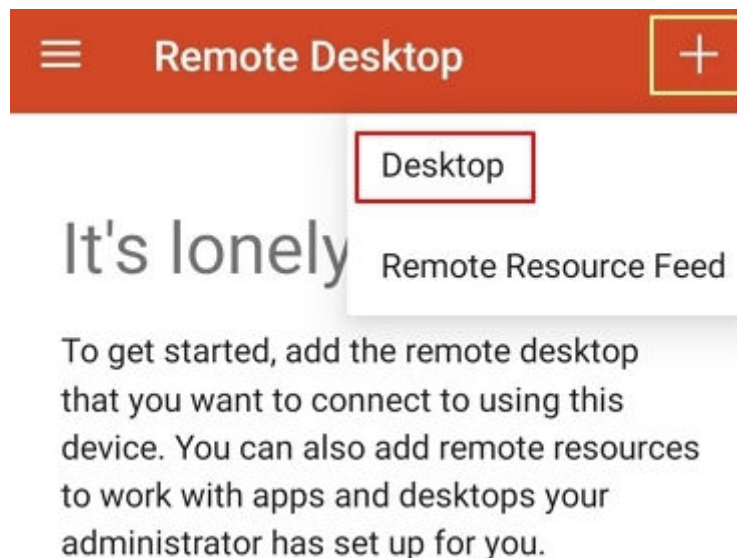 Remote Desktop
Desktop
It's lonely
Remote Resource Feed
To get started, add the remote desktop
that you want to connect to using this
device. You can also add remote resources
to work with apps and desktops your
administrator has set up for you.